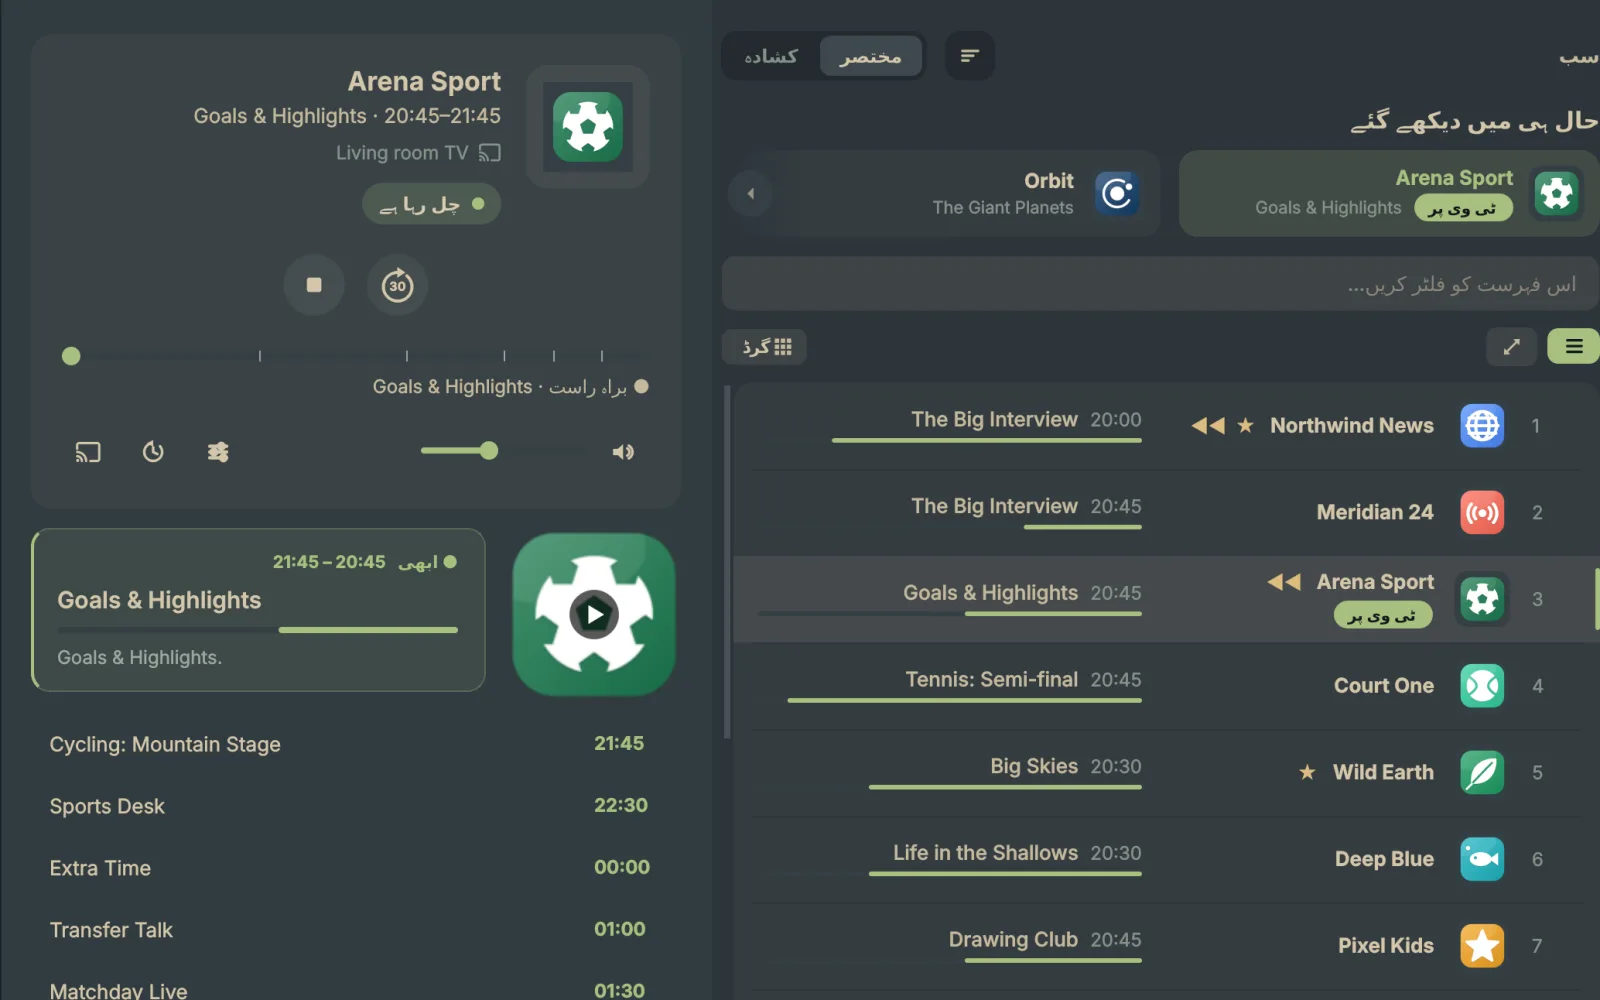 Arena Sport
Goals & Highlights · 20:45–21:45
Living room TV
چل رہا ہے
30
Goals & Highlights · براہ راست
ابھی 20:45 – 21:45
Goals & Highlights
Goals & Highlights.
Cycling: Mountain Stage 21:45
Sports Desk 22:30
Extra Time 00:00
Transfer Talk 01:00
Matchday Live 01:30
سب
مختصر
کشادہ
حال ہی میں دیکھے گئے
Arena Sport
ٹی وی پر Goals & Highlights
Orbit
The Giant Planets
اس فہرست کو فلٹر کریں...
گرڈ
1 Northwind News 20:00 The Big Interview
2 Meridian 24 20:45 The Big Interview
3 Arena Sport 20:45 Goals & Highlights
ٹی وی پر
4 Court One 20:45 Tennis: Semi-final
5 Wild Earth 20:30 Big Skies
6 Deep Blue 20:30 Life in the Shallows
7 Pixel Kids 20:45 Drawing Club